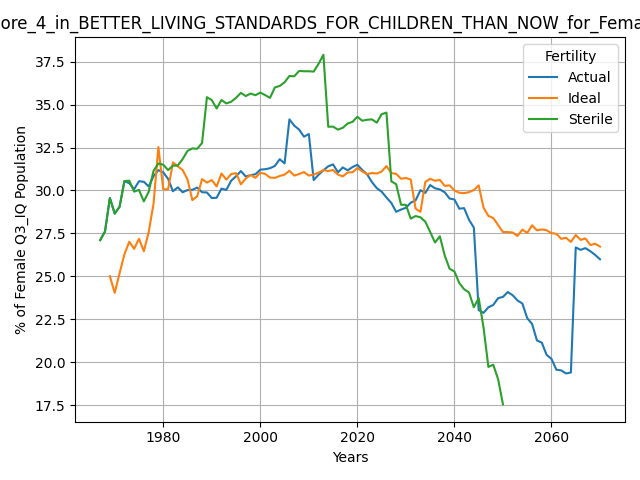 ore_4_in_BETTER_LIVING_STANDARDS_FOR_CHILDREN_THAN_NOW_for_Fema
Fertility
Actual
Ideal
Sterile
% of Female Q3_IQ Population
37.5
35.0
32.5
30.0
27.5
25.0
22.5
20.0
17.5
1980
2000
2020
2040
2060
Years